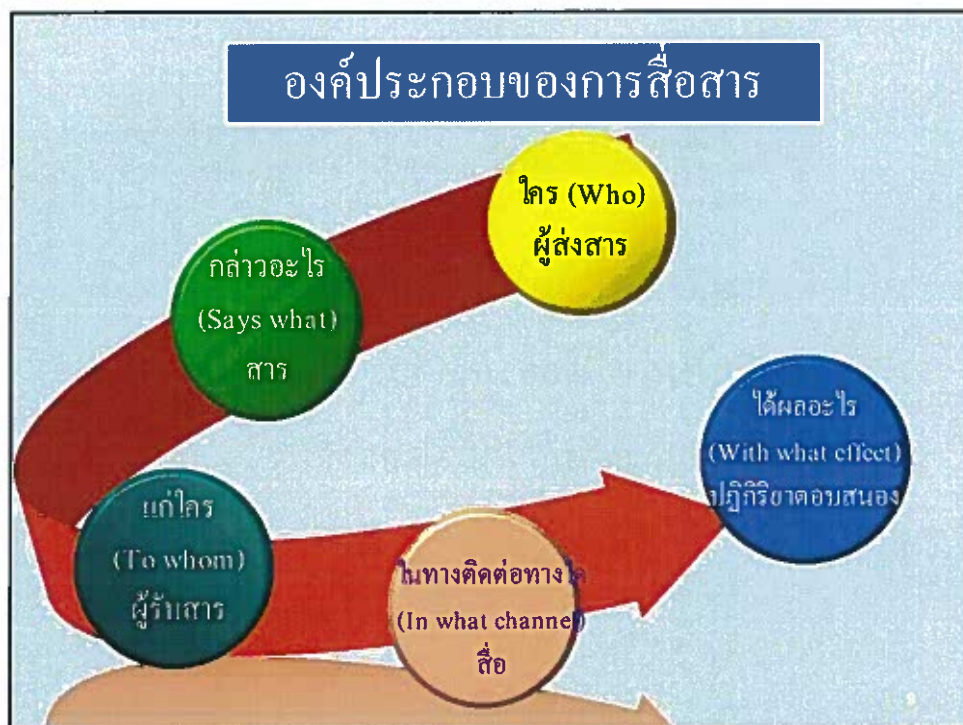 องค์ประกอบของการสื่อสาร
ใคร (Who)
ผู้ส่งสาร
กล่าวอะไร
(Says what)
สาร
แก่ใคร
(To whom)
ผู้รับสาร
ในทางติดต่อทางใด
(In what channel)
สื่อ
ได้ผลอะไร
(With what effect)
ปฏิกิริยาตอบสนอง